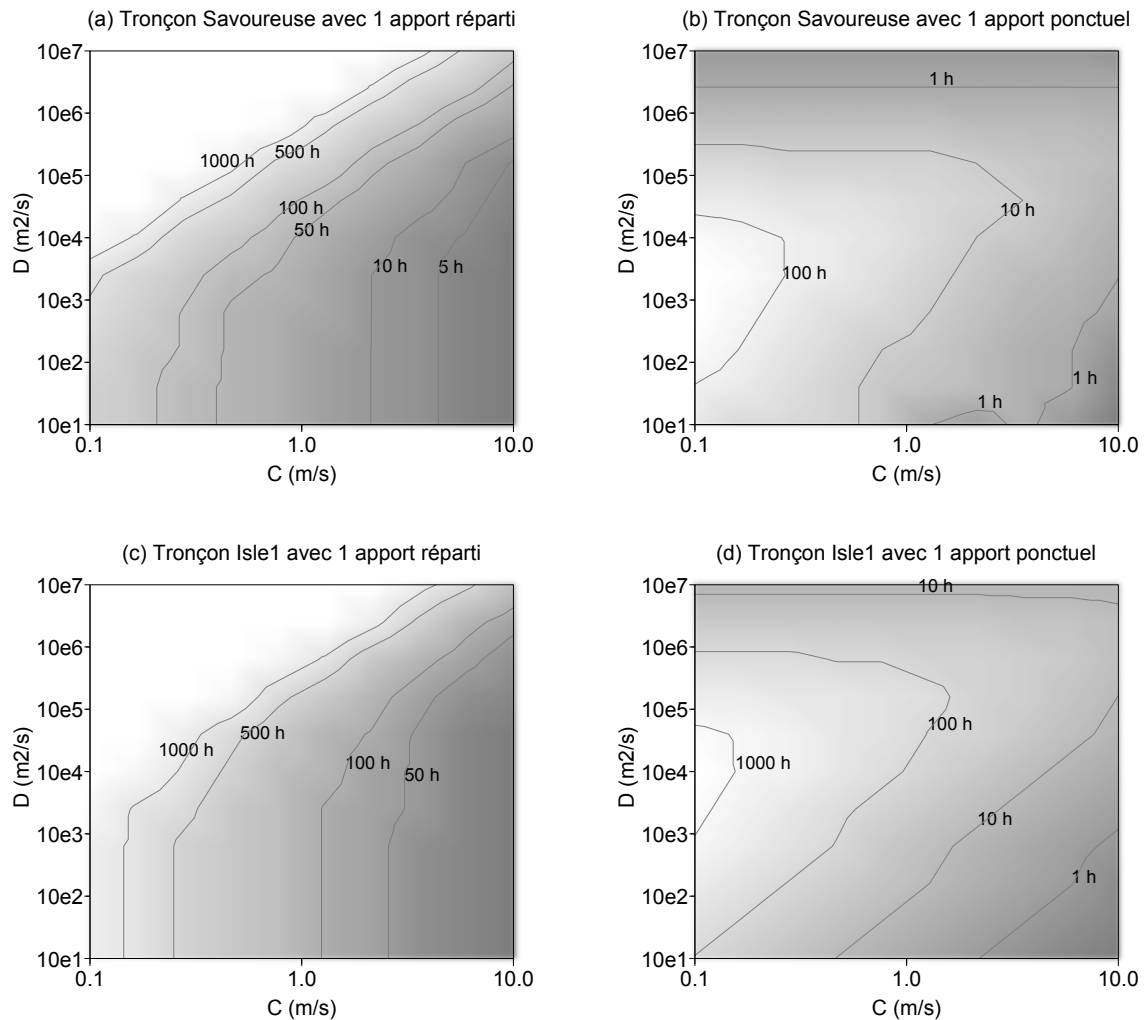 (a) Tronçon Savoureuse avec 1 apport réparti
10e7
10e6
10e5
10e4
10e3
10e2
10e1
D (m2/s)
1000 h
500 h
100 h
50 h
10 h
5 h
0.1
1.0
10.0
C (m/s)
(b) Tronçon Savoureuse avec 1 apport ponctuel
10e7
10e6
10e5
10e4
10e3
10e2
10e1
D (m2/s)
1 h
10 h
100 h
1 h
1 h
0.1
1.0
10.0
C (m/s)
(c) Tronçon Isle1 avec 1 apport réparti
10e7
10e6
10e5
10e4
10e3
10e2
10e1
D (m2/s)
1000 h
500 h
100 h
50 h
0.1
1.0
10.0
C (m/s)
(d) Tronçon Isle1 avec 1 apport ponctuel
10e7
10e6
10e5
10e4
10e3
10e2
10e1
D (m2/s)
10 h
100 h
1000 h
10 h
1 h
0.1
1.0
10.0
C (m/s)